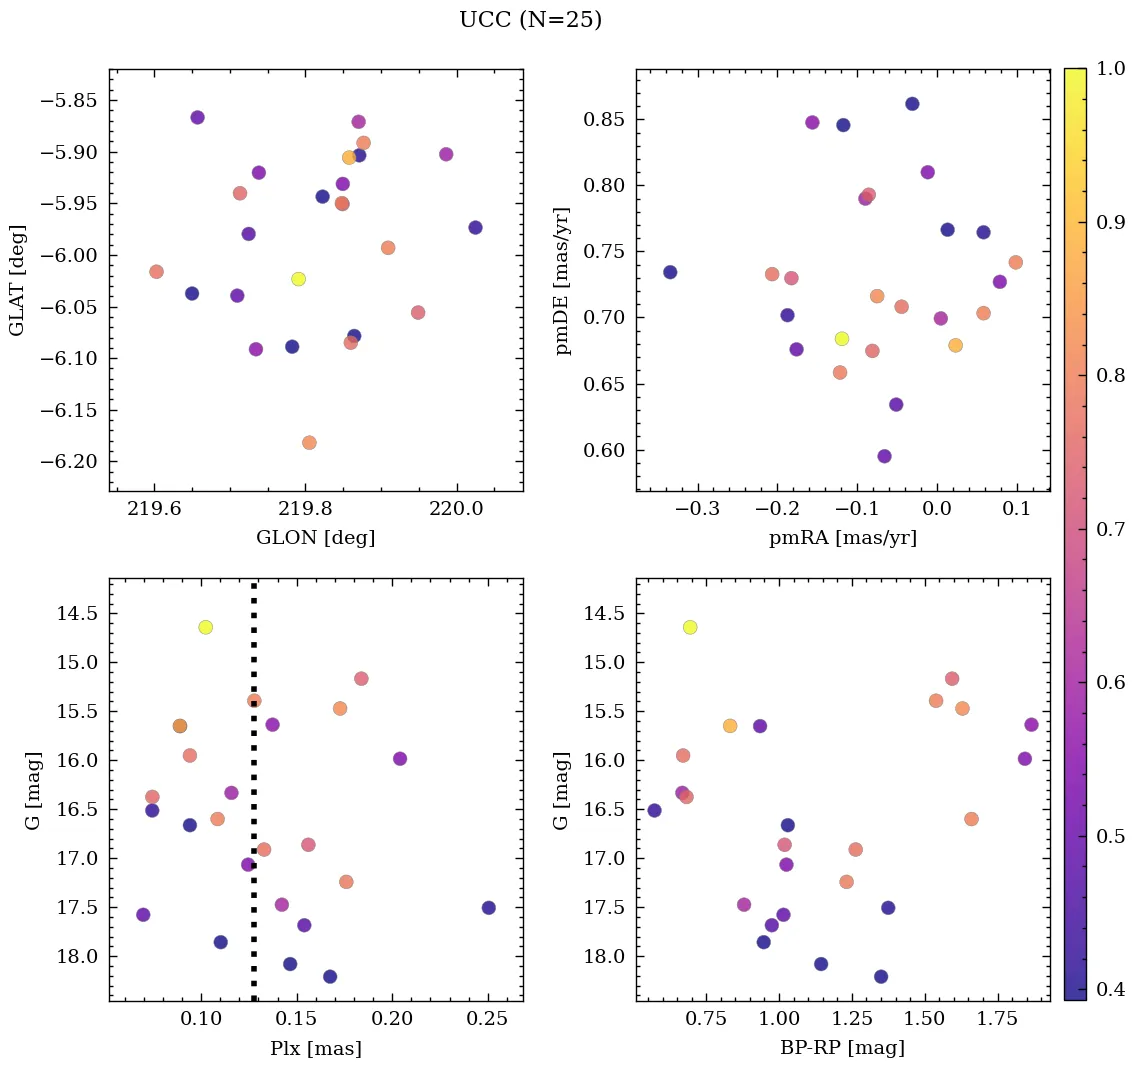 UCC (N=25)
−5.85
−5.90
−5.95
−6.00
−6.05
−6.10
−6.15
−6.20
GLAT [deg]
219.6 219.8 220.0
GLON [deg]
0.85
0.80
0.75
0.70
0.65
0.60
pmDE [mas/yr]
−0.3 −0.2 −0.1 0.0 0.1
pmRA [mas/yr]
14.5
15.0
15.5
16.0
16.5
17.0
17.5
18.0
G [mag]
0.10 0.15 0.20 0.25
Plx [mas]
14.5
15.0
15.5
16.0
16.5
17.0
17.5
18.0
G [mag]
0.75 1.00 1.25 1.50 1.75
BP-RP [mag]
1.0
0.9
0.8
0.7
0.6
0.5
0.4